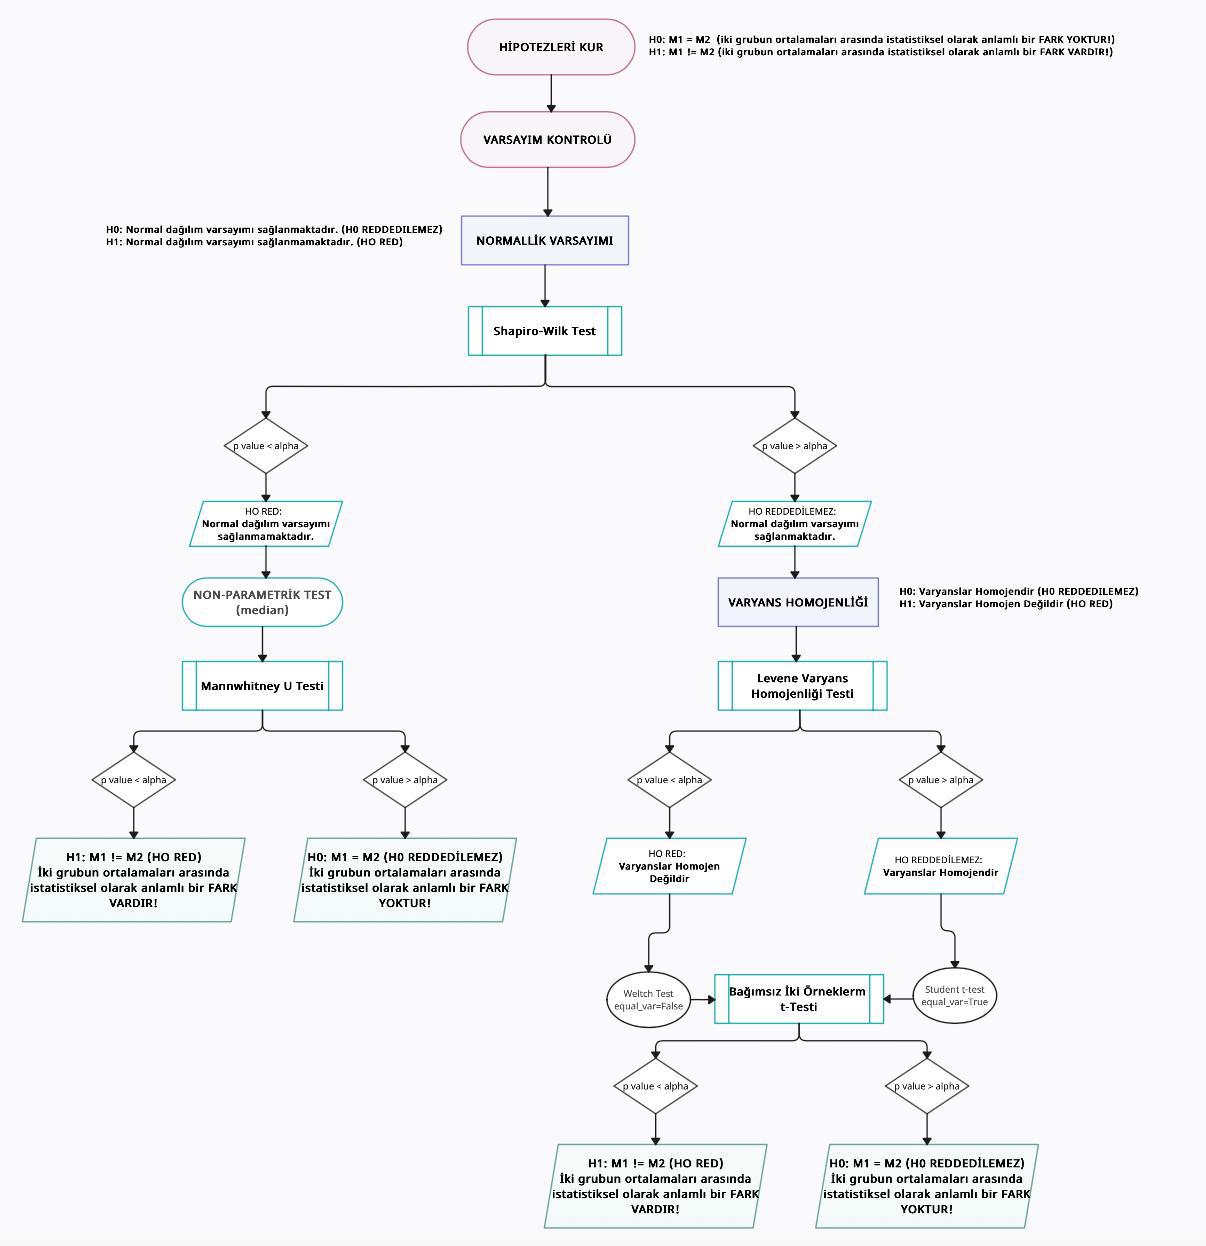 HİPOTEZLERİ KUR
H0: M1 = M2  (iki grubun ortalamaları arasında istatistiksel olarak anlamlı bir FARK YOKTUR!)
H1: M1 != M2 (iki grubun ortalamaları arasında istatistiksel olarak anlamlı bir FARK VARDIR!)
VARSAYIM KONTROLÜ
H0: Normal dağılım varsayımı sağlanmaktadır. (H0 REDDEDILEMEZ)
H1: Normal dağılım varsayımı sağlanmamaktadır. (HO RED)
NORMALLİK VARSAYIMI
Shapiro-Wilk Test
p value < alpha
p value > alpha
HO RED:
Normal dağılım varsayımı
sağlanmamaktadır.
HO REDDEDİLEMEZ:
Normal dağılım varsayımı
sağlanmaktadır.
NON-PARAMETRİK TEST
(median)
VARYANS HOMOJENLİĞİ
H0: Varyanslar Homojendir (H0 REDDEDILEMEZ)
H1: Varyanslar Homojen Değildir (HO RED)
Mannwhitney U Testi
Levene Varyans
Homojenliği Testi
p value < alpha
p value > alpha
p value < alpha
p value > alpha
H1: M1 != M2 (HO RED)
İki grubun ortalamaları arasında
istatistiksel olarak anlamlı bir FARK
VARDIR!
H0: M1 = M2 (H0 REDDEDİLEMEZ)
İki grubun ortalamaları arasında
istatistiksel olarak anlamlı bir FARK
YOKTUR!
HO RED:
Varyanslar Homojen
Değildir
HO REDDEDİLEMEZ:
Varyanslar Homojendir
Weltch Test
equal_var=False
Bağımsız İki Örneklerm
t-Testi
Student t-test
equal_var=True
p value < alpha
p value > alpha
H1: M1 != M2 (HO RED)
İki grubun ortalamaları arasında
istatistiksel olarak anlamlı bir FARK
VARDIR!
H0: M1 = M2 (H0 REDDEDİLEMEZ)
İki grubun ortalamaları arasında
istatistiksel olarak anlamlı bir FARK
YOKTUR!